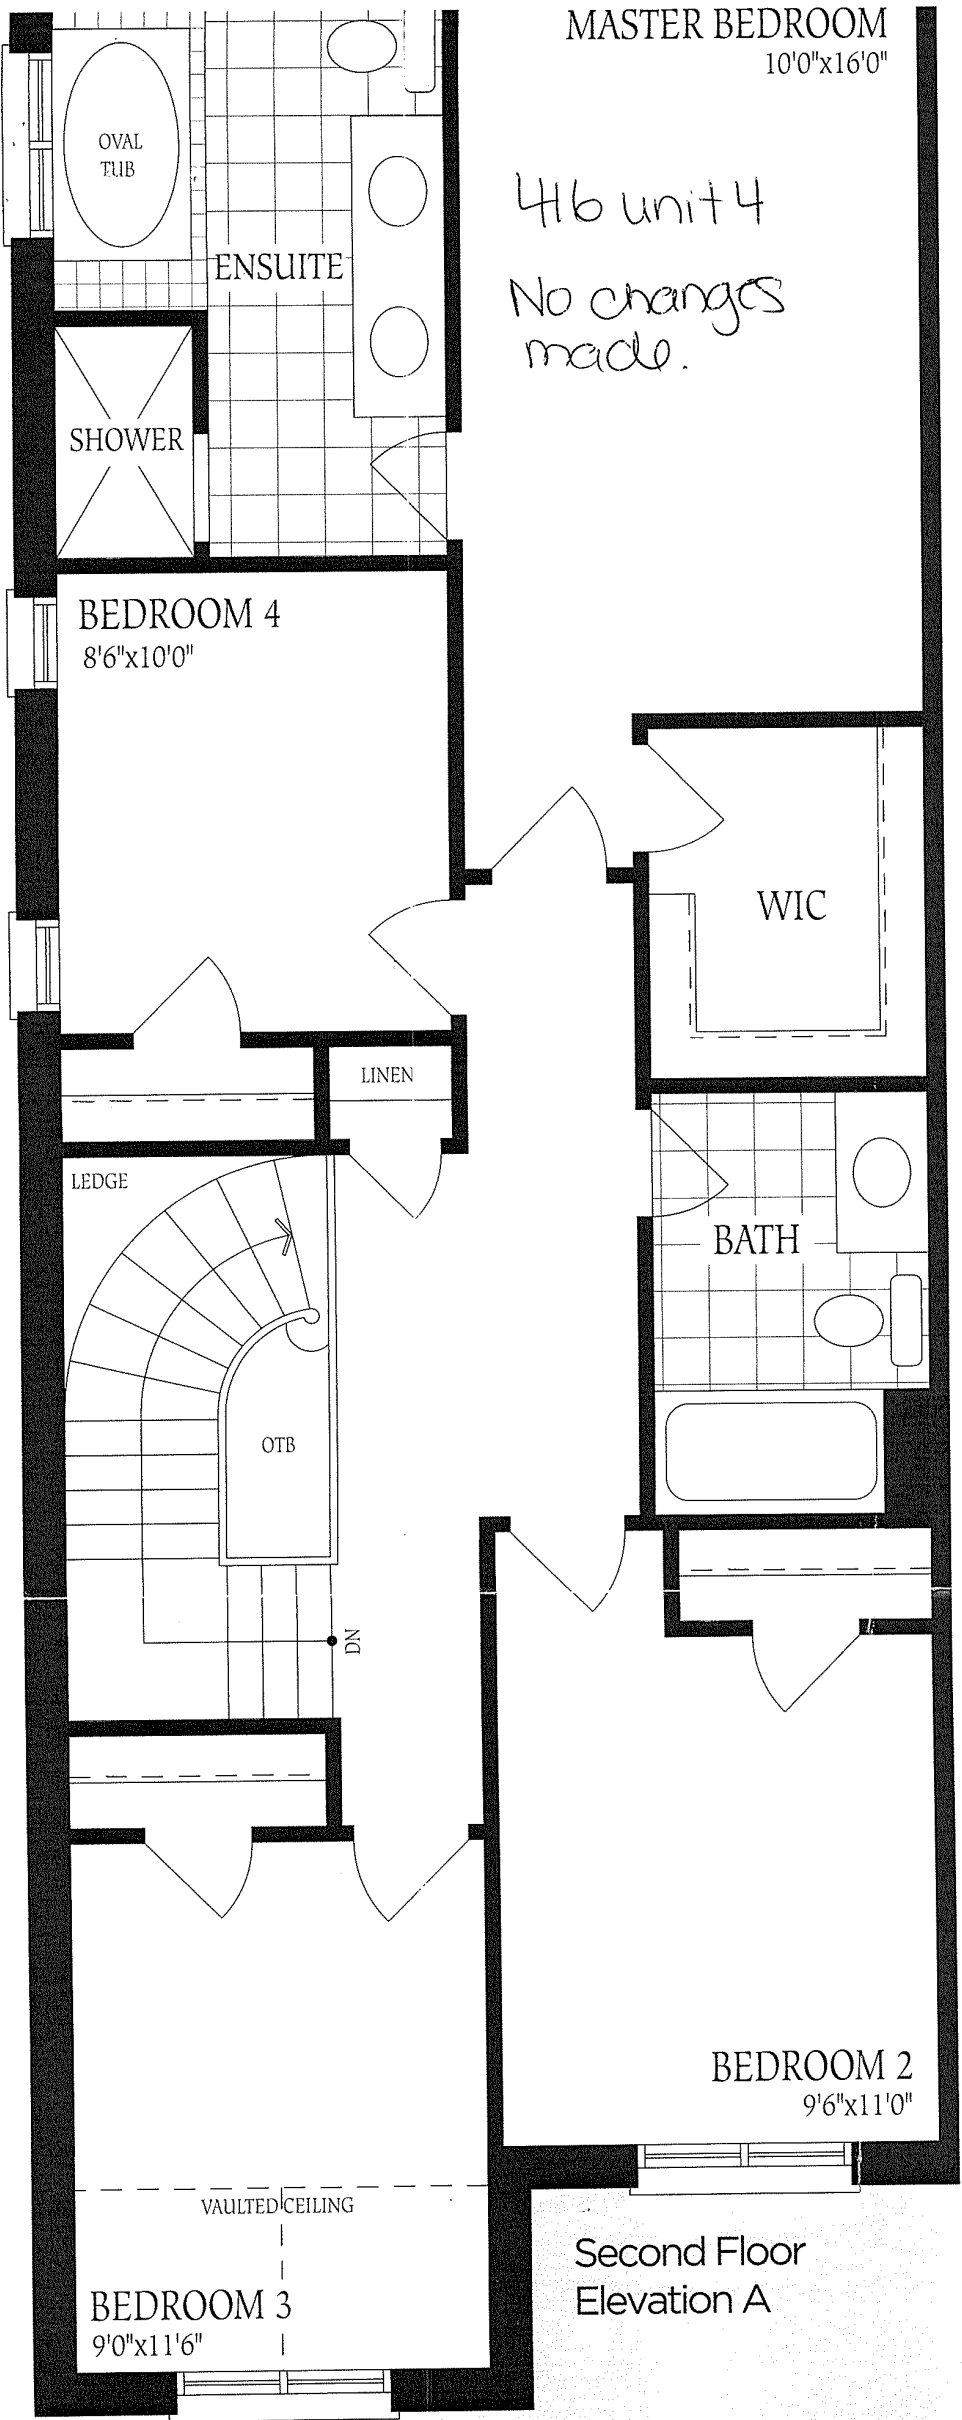 MASTER BEDROOM
10'0"x16'0"
OVAL
TUB
416 unit 4
ENSUITE
No changes
made.
SHOWER
BEDROOM 4
8'6"x10'0"
WIC
LINEN
LEDGE
BATH
OTB
DN
BEDROOM 2
9'6"x11'0"
VAULTED CEILING
Second Floor
Elevation A
BEDROOM 3
9'0"x11'6"